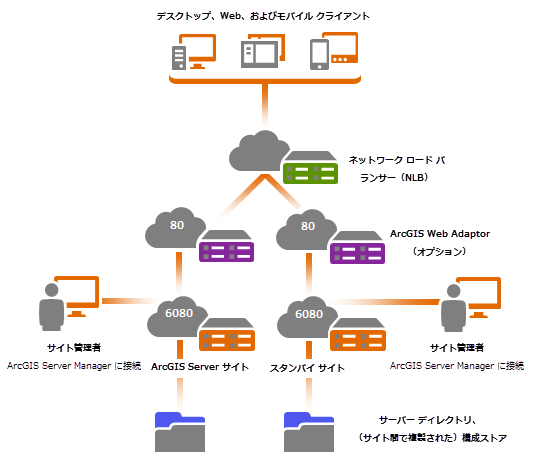 デスクトップ、Web、およびモバイル クライアント
ネットワーク ロード バ
ランサー（NLB）
80
80
ArcGIS Web Adaptor
（オプション）
6080
6080
サイト管理者
ArcGIS Server Manager に接続
ArcGIS Server サイト
スタンバイ サイト
サイト管理者
ArcGIS Server Manager に接続
サーバー ディレクトリ、
（サイト間で複製された）構成ストア